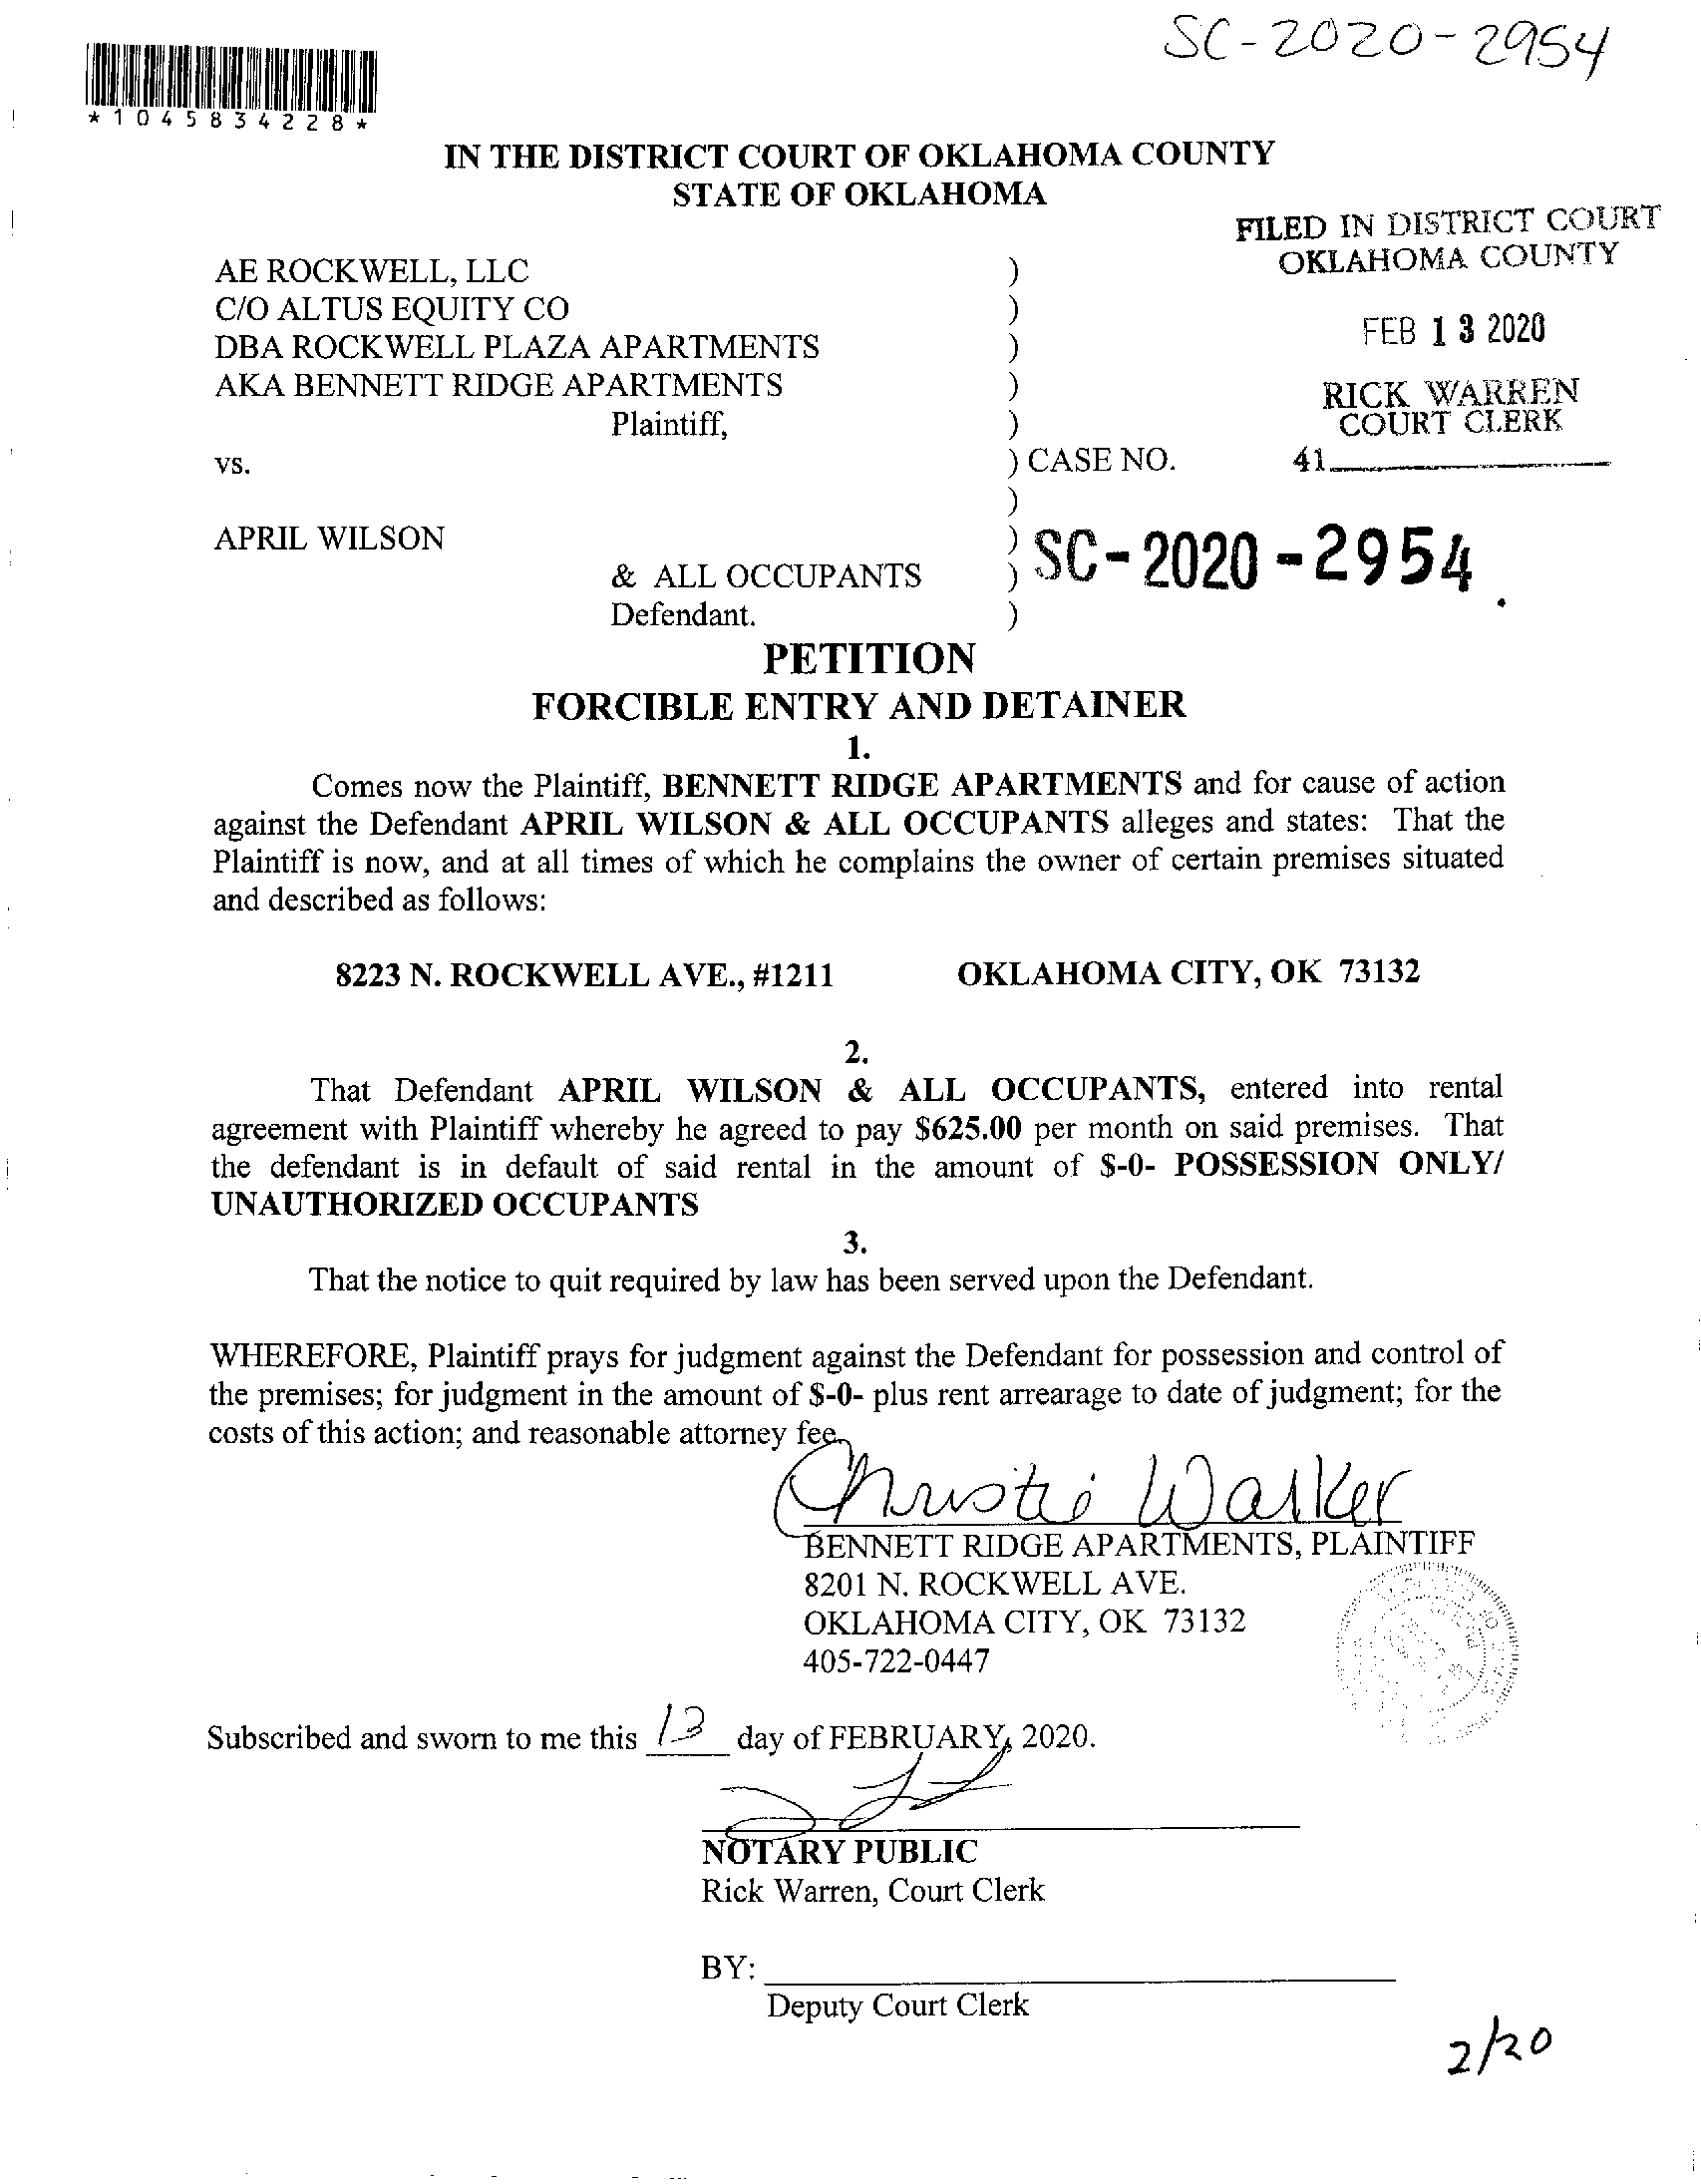 SC-2020-2954
*1045834228*
IN THE DISTRICT COURT OF OKLAHOMA COUNTY
STATE OF OKLAHOMA
FILED IN DISTRICT COURT
OKLAHOMA COUNTY
FEB 13 2020
RICK WARREN
COURT CLERK
41
AE ROCKWELL, LLC )
C/O ALTUS EQUITY CO )
DBA ROCKWELL PLAZA APARTMENTS )
AKA BENNETT RIDGE APARTMENTS )
Plaintiff, )
vs. ) CASE NO.
)
APRIL WILSON ) SC-2020-2954.
& ALL OCCUPANTS )
Defendant. )
PETITION
FORCIBLE ENTRY AND DETAINER
1.
Comes now the Plaintiff, BENNETT RIDGE APARTMENTS and for cause of action
against the Defendant APRIL WILSON & ALL OCCUPANTS alleges and states: That the
Plaintiff is now, and at all times of which he complains the owner of certain premises situated
and described as follows:
8223 N. ROCKWELL AVE., #1211 OKLAHOMA CITY, OK 73132
2.
That Defendant APRIL WILSON & ALL OCCUPANTS, entered into rental
agreement with Plaintiff whereby he agreed to pay $625.00 per month on said premises. That
the defendant is in default of said rental in the amount of $-0- POSSESSION ONLY/
UNAUTHORIZED OCCUPANTS
3.
That the notice to quit required by law has been served upon the Defendant.
WHEREFORE, Plaintiff prays for judgment against the Defendant for possession and control of
the premises; for judgment in the amount of $-0- plus rent arrearage to date of judgment; for the
costs of this action; and reasonable attorney fee.
Christie Walker
BENNETT RIDGE APARTMENTS, PLAINTIFF
8201 N. ROCKWELL AVE.
OKLAHOMA CITY, OK 73132
405-722-0447
Subscribed and sworn to me this 13 day of FEBRUARY, 2020.
NOTARY PUBLIC
Rick Warren, Court Clerk
BY:
Deputy Court Clerk
2/20